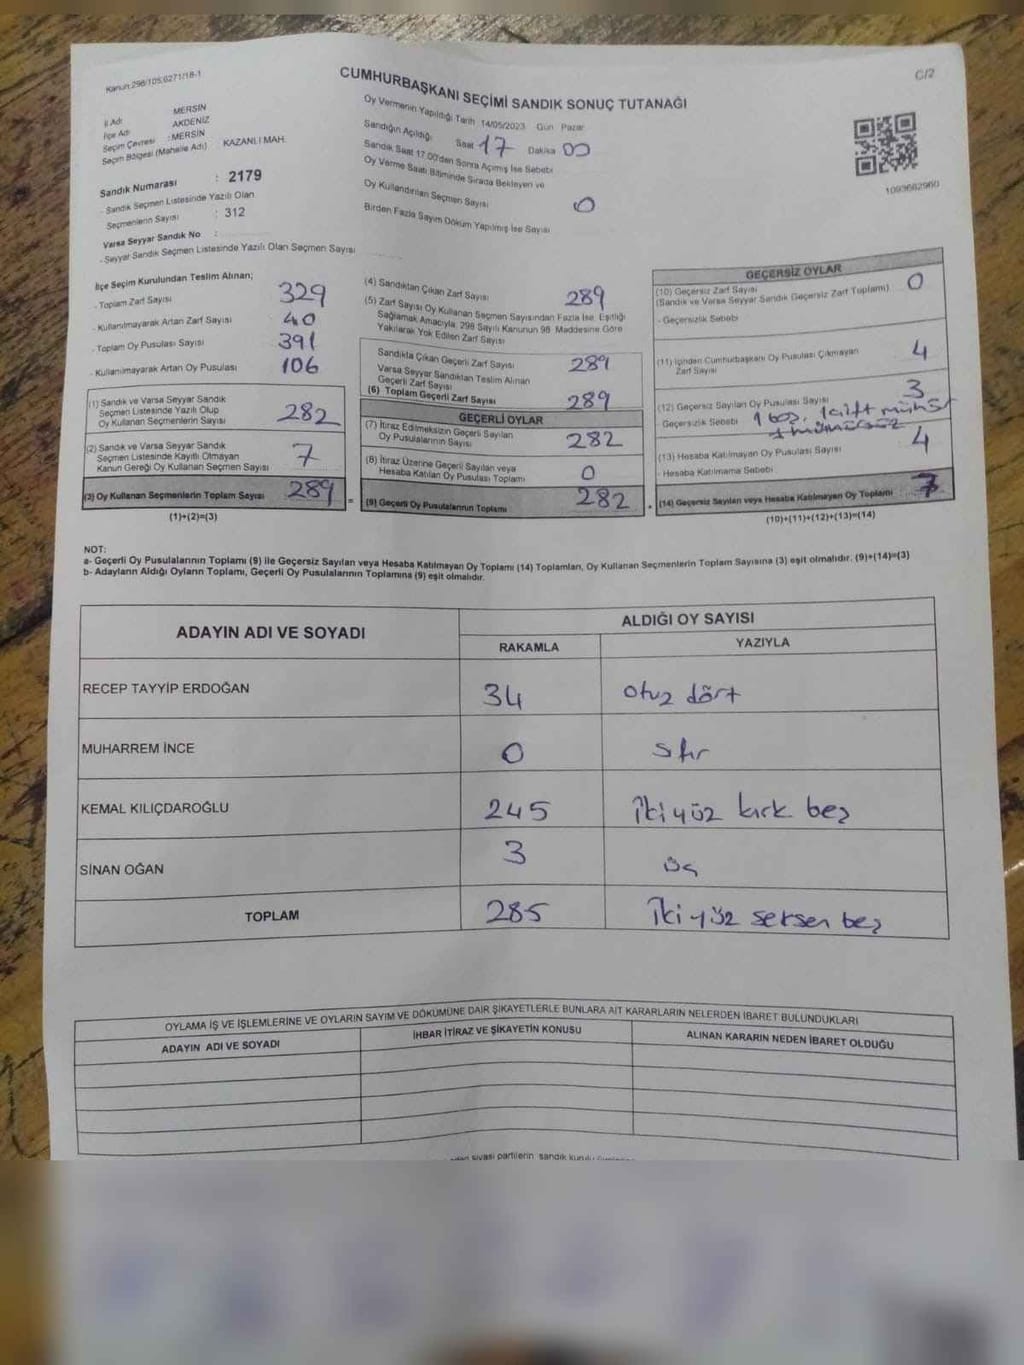 Kanun:298/105;6271/18-1
C/2
CUMHURBAŞKANI SEÇİMİ SANDIK SONUÇ TUTANAĞI
İl Adı MERSİN
İlçe Adı AKDENİZ
Seçim Çevresi : MERSİN
Seçim Bölgesi (Mahalle Adı) KAZANLI MAH.
Sandık Numarası : 2179
- Sandık Seçmen Listesinde Yazılı Olan
Seçmenlerin Sayısı : 312
Varsa Seyyar Sandık No :
- Seyyar Sandık Seçmen Listesinde Yazılı Olan Seçmen Sayısı
Oy Vermenin Yapıldığı Tarih 14/05/2023 Gün Pazar
Sandığın Açıldığı Saat 17 Dakika 00
Sandık Saat 17.00'den Sonra Açımış İse Sebebi
Oy Verme Saati Bitiminde Sırada Bekleyen ve
Oy Kullandırılan Seçmen Sayısı 0
Birden Fazla Sayım Döküm Yapılmış İse Sayısı
1093662960
İlçe Seçim Kurulundan Teslim Alınan;
- Toplam Zarf Sayısı 329
- Kullanılmayarak Artan Zarf Sayısı 40
- Toplam Oy Pusulası Sayısı 391
- Kullanılmayarak Artan Oy Pusulası 106
(1) Sandık ve Varsa Seyyar Sandık
Seçmen Listesinde Yazılı Olup
Oy Kullanan Seçmenlerin Sayısı 282
(2) Sandık ve Varsa Seyyar Sandık
Seçmen Listesinde Kayıtlı Olmayan
Kanun Gereği Oy Kullanan Seçmen Sayısı 7
(3) Oy Kullanan Seçmenlerin Toplam Sayısı 289 =
(1)+(2)=(3)
(4) Sandıktan Çıkan Zarf Sayısı 289
(5) Zarf Sayısı Oy Kullanan Seçmen Sayısından Fazla İse, Eşitliği
Sağlamak Amacıyla; 298 Sayılı Kanunun 98. Maddesine Göre
Yakılarak Yok Edilen Zarf Sayısı
Sandıkla Çıkan Geçerli Zarf Sayısı 289
Varsa Seyyar Sandıktan Teslim Alınan
Geçerli Zarf Sayısı
(6) Toplam Geçerli Zarf Sayısı 289
GEÇERLİ OYLAR
(7) İtiraz Edilmeksizin Geçerli Sayılan
Oy Pusulalarının Sayısı 282
(8) İtiraz Üzerine Geçerli Sayılan veya
Hesaba Katılan Oy Pusulası Toplamı 0
(9) Geçerli Oy Pusulalarının Toplamı 282
GEÇERSİZ OYLAR
(10) Geçersiz Zarf Sayısı 0
(Sandık ve Varsa Seyyar Sandık Geçersiz Zarf Toplamı)
- Geçersizlik Sebebi
(11) İçinden Cumhurbaşkanı Oy Pusulası Çıkmayan
Zarf Sayısı 4
(12) Geçersiz Sayılan Oy Pusulası Sayısı 3
- Geçersizlik Sebebi 1 boş, 1 çift mühür
1 mühürsüz
(13) Hesaba Katılmayan Oy Pusulası Sayısı 4
- Hesaba Katılmama Sebebi
(14) Geçersiz Sayılan veya Hesaba Katılmayan Oy Toplamı 7
(10)+(11)+(12)+(13)=(14)
NOT:
a- Geçerli Oy Pusulalarının Toplamı (9) ile Geçersiz Sayılan veya Hesaba Katılmayan Oy Toplamı (14) Toplamları, Oy Kullanan Seçmenlerin Toplam Sayısına (3) eşit olmalıdır. (9)+(14)=(3)
b- Adayların Aldığı Oyların Toplamı, Geçerli Oy Pusulalarının Toplamına (9) eşit olmalıdır.
ADAYIN ADI VE SOYADI
ALDIĞI OY SAYISI
RAKAMLA YAZIYLA
RECEP TAYYİP ERDOĞAN 34 otuz dört
MUHARREM İNCE 0 sıfır
KEMAL KILIÇDAROĞLU 245 İkiyüz kırk beş
SİNAN OĞAN 3 üç
TOPLAM 285 İkiyüz seksen beş
OYLAMA İŞ VE İŞLEMLERİNE VE OYLARIN SAYIM VE DÖKÜMÜNE DAİR ŞİKAYETLERLE BUNLARA AİT KARARLARIN NELERDEN İBARET BULUNDUKLARI
ADAYIN ADI VE SOYADI İHBAR İTİRAZ VE ŞİKAYETİN KONUSU ALINAN KARARIN NEDEN İBARET OLDUĞU
siyasi partilerin sandık